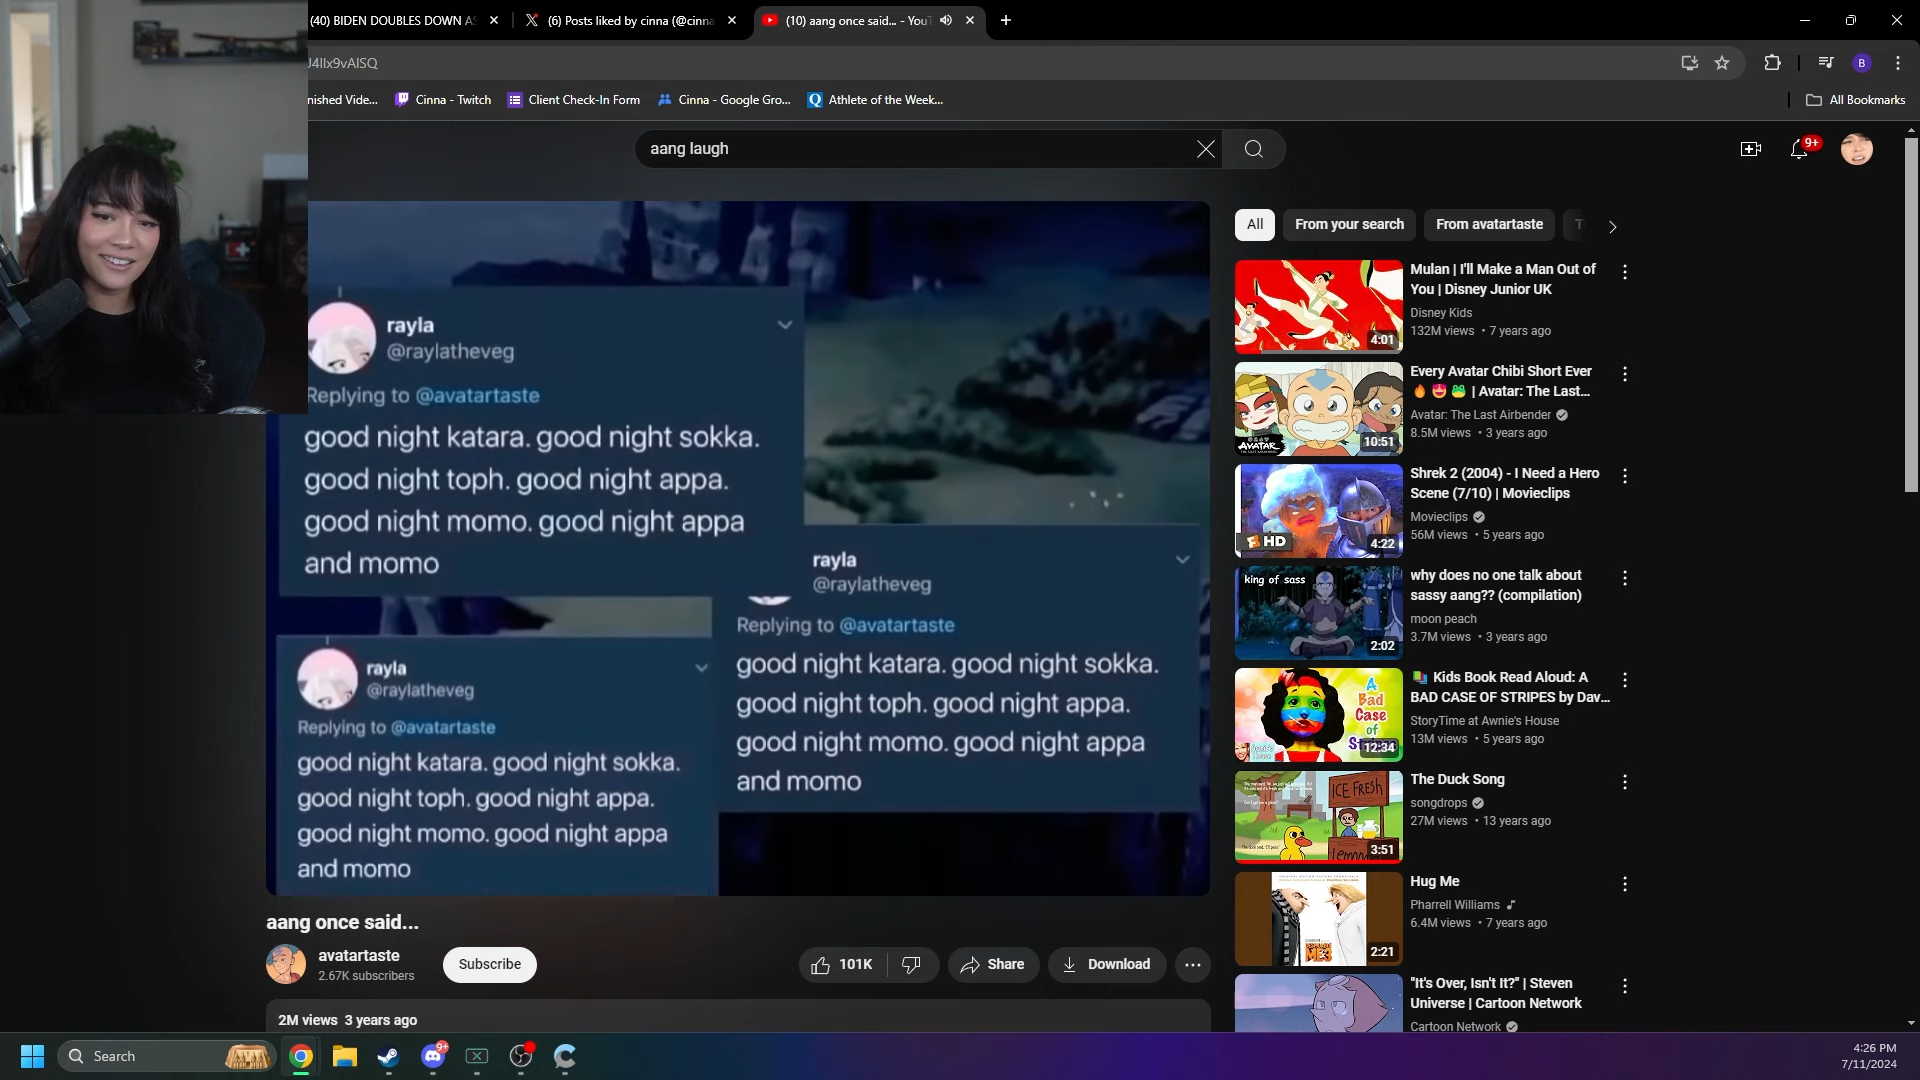 (40) BIDEN DOUBLES DOWN AS
(6) Posts liked by cinna (@cinna
(10) aang once said... - YouT
J4llx9vAlSQ
B
nished Vide...
Cinna - Twitch
Client Check-In Form
Cinna - Google Gro...
Athlete of the Week...
All Bookmarks
aang laugh
9+
rayla
@raylatheveg
Replying to @avatartaste
good night katara. good night sokka.
good night toph. good night appa.
good night momo. good night appa
and momo
rayla
@raylatheveg
Replying to @avatartaste
good night katara. good night sokka.
good night toph. good night appa.
good night momo. good night appa
and momo
rayla
@raylatheveg
Replying to @avatartaste
good night katara. good night sokka.
good night toph. good night appa.
good night momo. good night appa
and momo
aang once said...
avatartaste
2.67K subscribers
Subscribe
101K
Share
Download
2M views 3 years ago
All
From your search
From avatartaste
4:01
Mulan | I'll Make a Man Out of
You | Disney Junior UK
Disney Kids
132M views • 7 years ago
AVATAR
10:51
Every Avatar Chibi Short Ever
🔥 😍 🐸 | Avatar: The Last...
Avatar: The Last Airbender
8.5M views • 3 years ago
HD
4:22
Shrek 2 (2004) - I Need a Hero
Scene (7/10) | Movieclips
Movieclips
56M views • 5 years ago
king of sass
2:02
why does no one talk about
sassy aang?? (compilation)
moon peach
3.7M views • 3 years ago
A
Bad
Case
of
12:34
📚 Kids Book Read Aloud: A
BAD CASE OF STRIPES by Dav...
StoryTime at Awnie's House
13M views • 5 years ago
ICE FRESH
3:51
The Duck Song
songdrops
27M views • 13 years ago
2:21
Hug Me
Pharrell Williams
6.4M views • 7 years ago
"It's Over, Isn't It?" | Steven
Universe | Cartoon Network
Cartoon Network
Search
9+
4:26 PM
7/11/2024